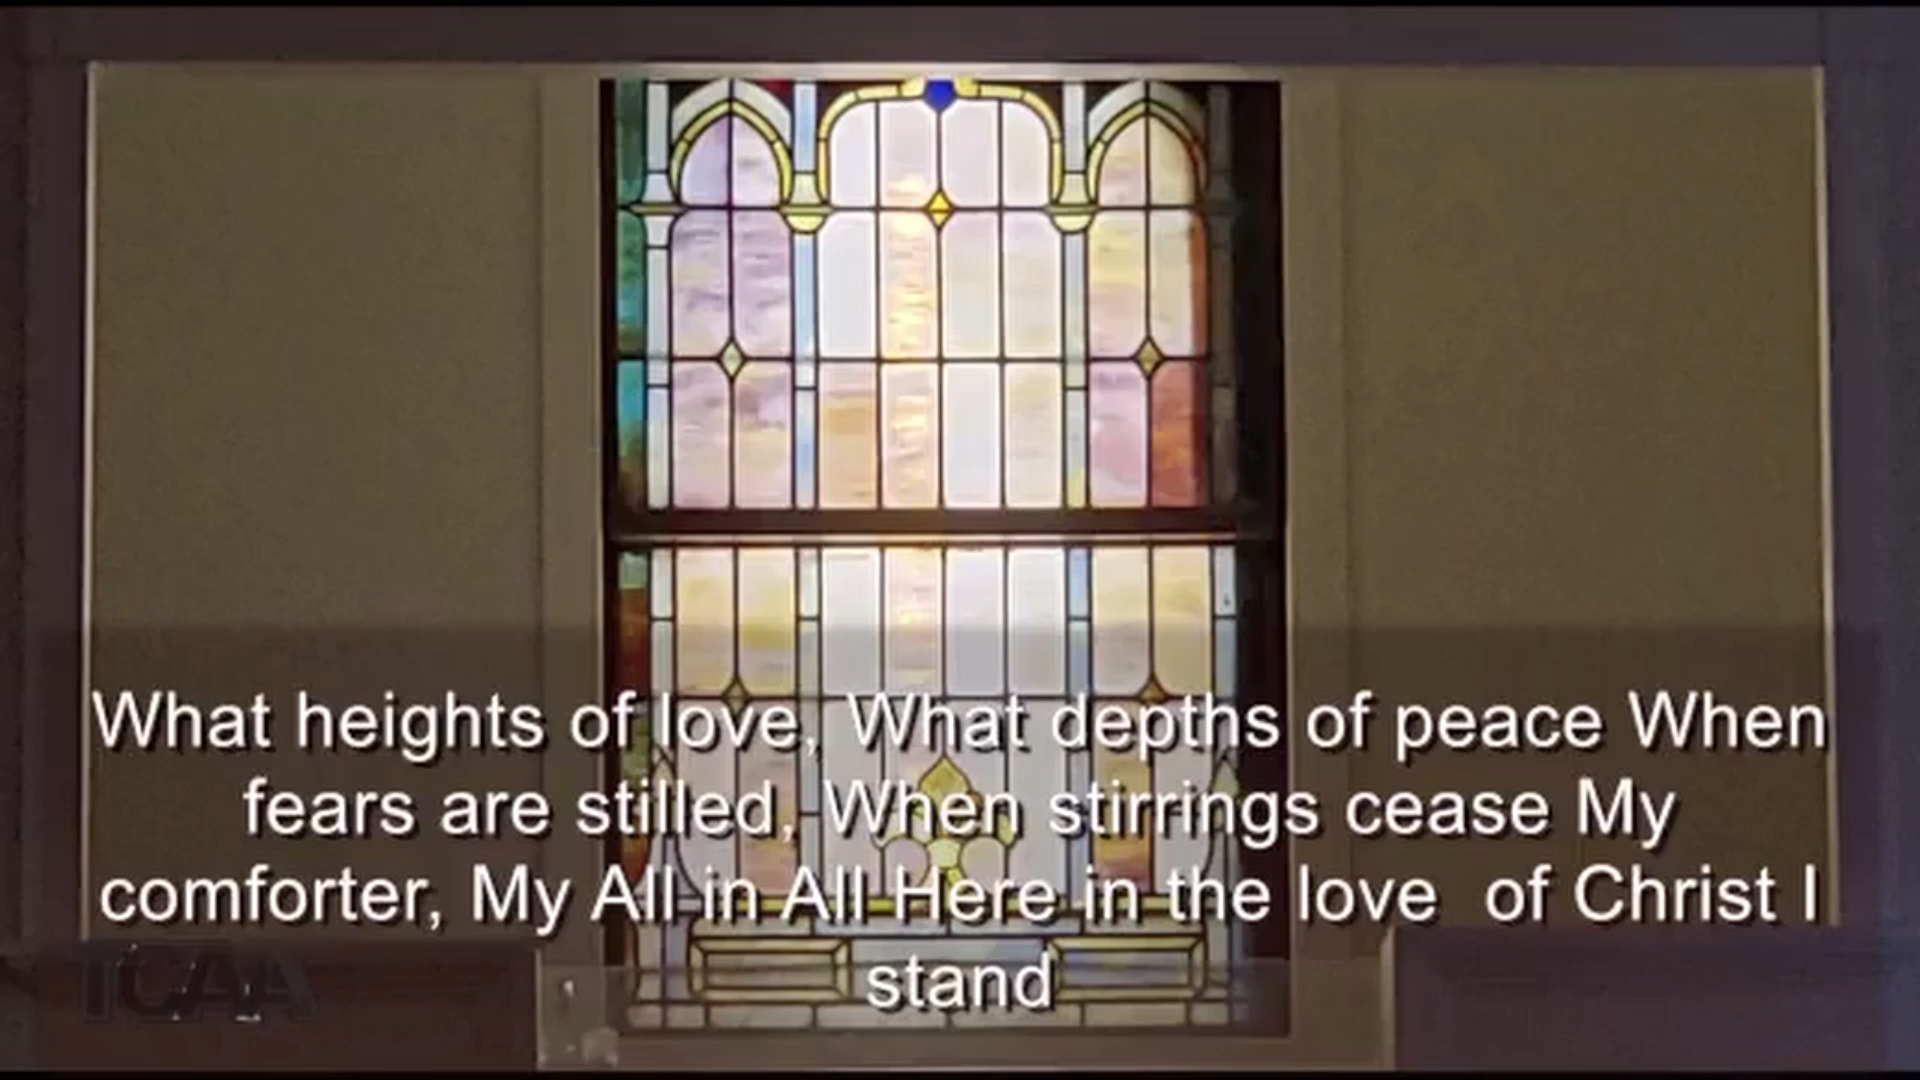 What heights of love, What depths of peace When
fears are stilled, When stirrings cease My
comforter, My All in All Here in the love  of Christ I
stand
TCAA